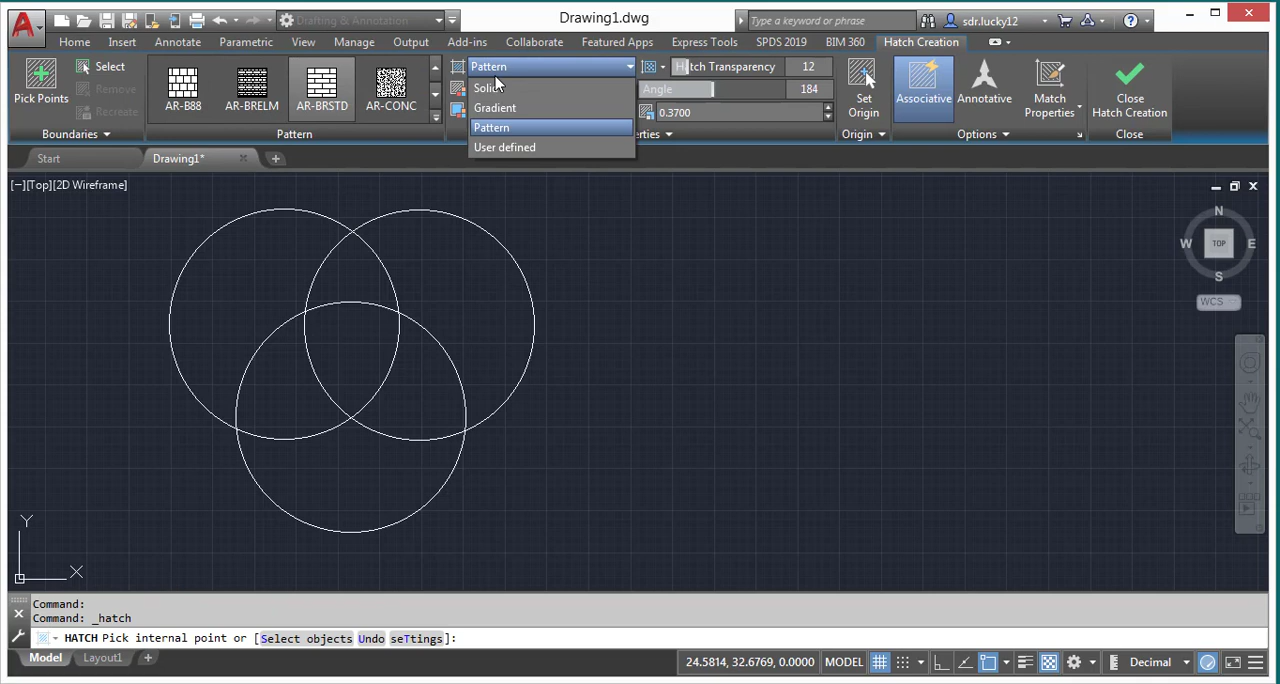 Drafting & Annotation
Drawing1.dwg
Type a keyword or phrase
sdr.lucky12
Home
Insert
Annotate
Parametric
View
Manage
Output
Add-ins
Collaborate
Featured Apps
Express Tools
SPDS 2019
BIM 360
Hatch Creation
Pick Points
Select
Remove
Recreate
Boundaries
AR-B88
AR-BRELM
AR-BRSTD
AR-CONC
Pattern
Pattern
Solid
Gradient
Pattern
User defined
Hatch Transparency 12
Angle 184
0.3700
Set Origin
Origin
Associative
Annotative
Match Properties
Options
Close Hatch Creation
Close
Start
Drawing1*
[−][Top][2D Wireframe]
N
W
TOP
E
S
WCS
Y
X
Command:
Command: _hatch
HATCH Pick internal point or [Select objects Undo seTtings]:
Model
Layout1
24.5814, 32.6769, 0.0000
MODEL
Decimal